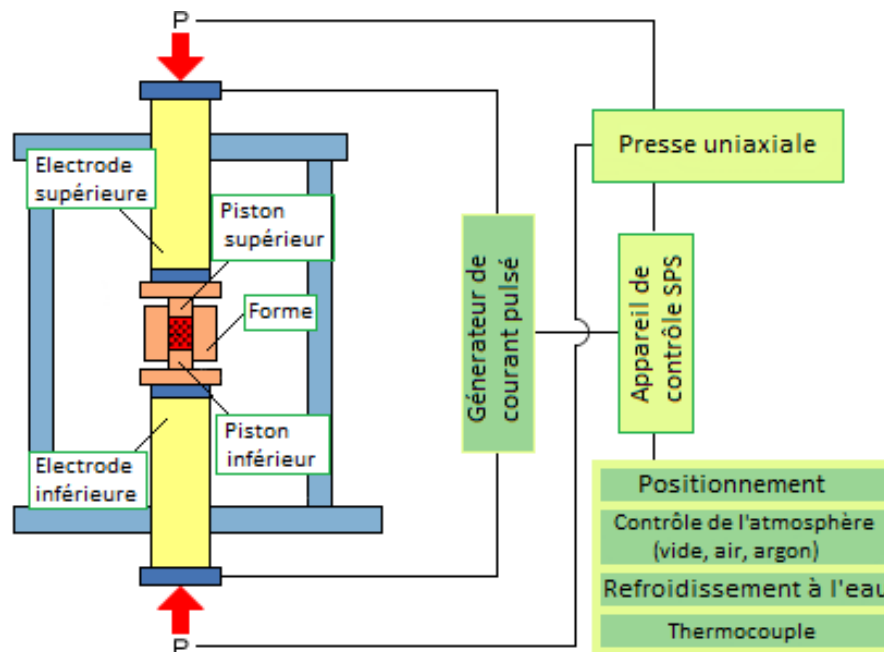 P
Electrode
supérieure
Piston
supérieur
Forme
Piston
inférieur
Electrode
inférieure
P
Génerateur de
courant pulsé
Presse uniaxiale
Appareil de
contrôle SPS
Positionnement
Contrôle de l'atmosphère
(vide, air, argon)
Refroidissement à l'eau
Thermocouple